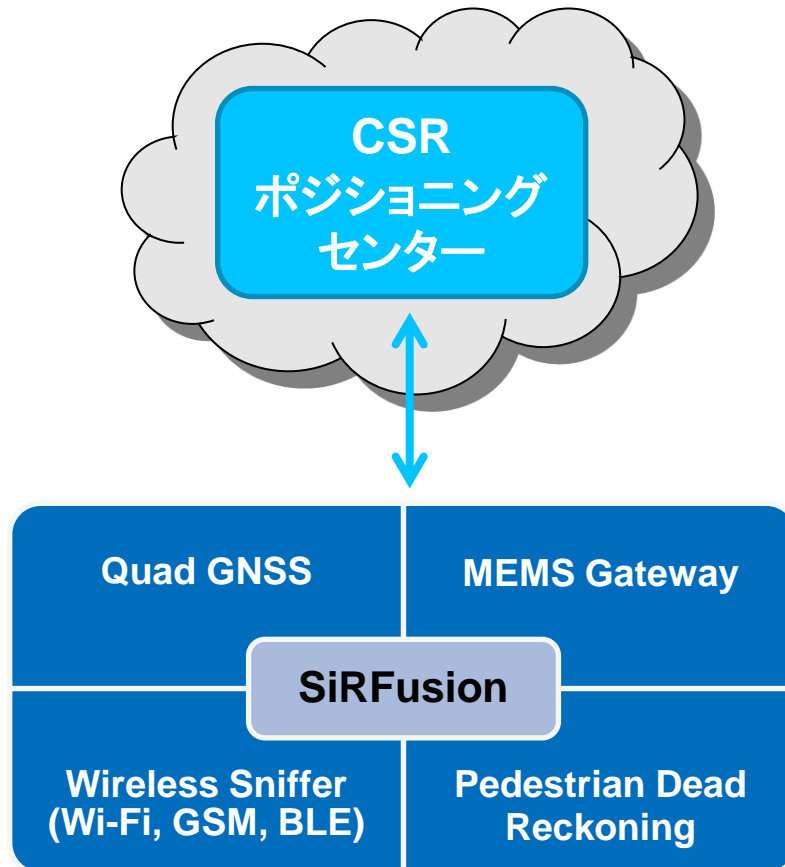 CSR
ポジショニング
センター
Quad GNSS
MEMS Gateway
SiRFusion
Wireless Sniffer
(Wi-Fi, GSM, BLE)
Pedestrian Dead
Reckoning